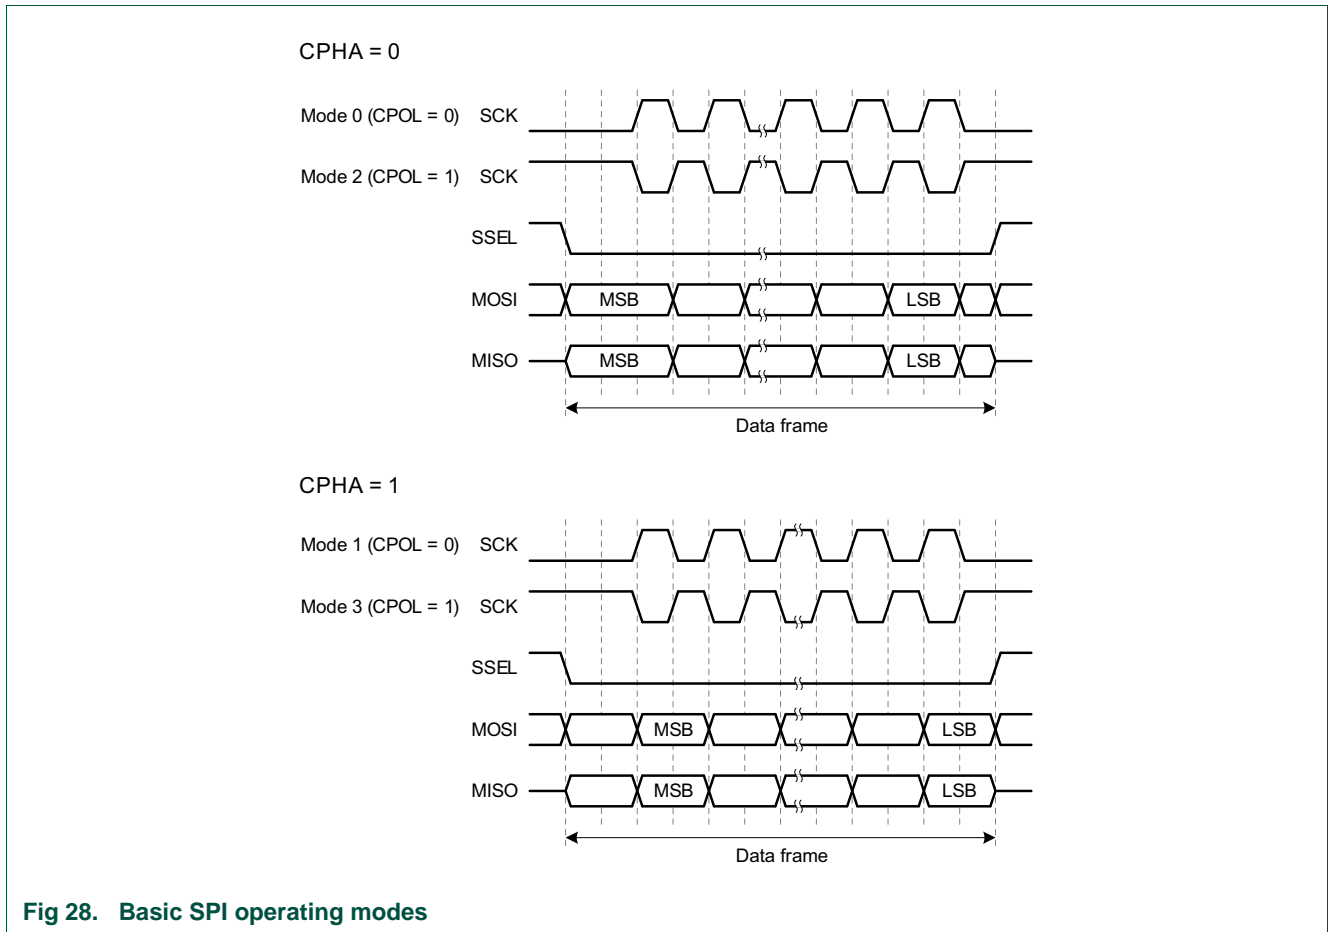 CPHA = 0
Mode 0 (CPOL = 0) SCK
Mode 2 (CPOL = 1) SCK
SSEL
MOSI MSB LSB
MISO MSB LSB
Data frame
CPHA = 1
Mode 1 (CPOL = 0) SCK
Mode 3 (CPOL = 1) SCK
SSEL
MOSI MSB LSB
MISO MSB LSB
Data frame
Fig 28. Basic SPI operating modes